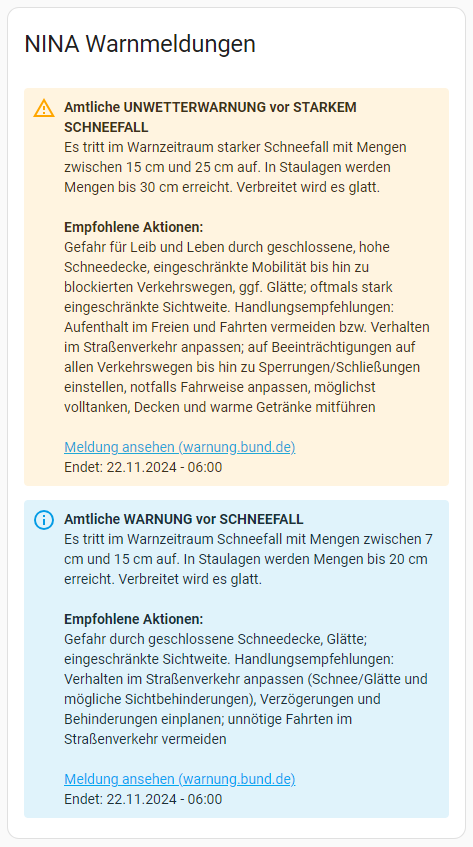 NINA Warnmeldungen
Amtliche UNWETTERWARNUNG vor STARKEM
SCHNEEFALL
Es tritt im Warnzeitraum starker Schneefall mit Mengen
zwischen 15 cm und 25 cm auf. In Staulagen werden
Mengen bis 30 cm erreicht. Verbreitet wird es glatt.
Empfohlene Aktionen:
Gefahr für Leib und Leben durch geschlossene, hohe
Schneedecke, eingeschränkte Mobilität bis hin zu
blockierten Verkehrswegen, ggf. Glätte; oftmals stark
eingeschränkte Sichtweite. Handlungsempfehlungen:
Aufenthalt im Freien und Fahrten vermeiden bzw. Verhalten
im Straßenverkehr anpassen; auf Beeinträchtigungen auf
allen Verkehrswegen bis hin zu Sperrungen/Schließungen
einstellen, notfalls Fahrweise anpassen, möglichst
volltanken, Decken und warme Getränke mitführen
Meldung ansehen (warnung.bund.de)
Endet: 22.11.2024 - 06:00
Amtliche WARNUNG vor SCHNEEFALL
Es tritt im Warnzeitraum Schneefall mit Mengen zwischen 7
cm und 15 cm auf. In Staulagen werden Mengen bis 20 cm
erreicht. Verbreitet wird es glatt.
Empfohlene Aktionen:
Gefahr durch geschlossene Schneedecke, Glätte;
eingeschränkte Sichtweite. Handlungsempfehlungen:
Verhalten im Straßenverkehr anpassen (Schnee/Glätte und
mögliche Sichtbehinderungen), Verzögerungen und
Behinderungen einplanen; unnötige Fahrten im
Straßenverkehr vermeiden
Meldung ansehen (warnung.bund.de)
Endet: 22.11.2024 - 06:00